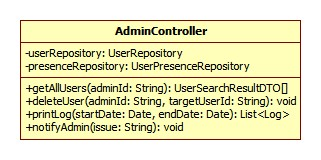 AdminController
-userRepository: UserRepository
-presenceRepository: UserPresenceRepository
+getAllUsers(adminId: String): UserSearchResultDTO[]
+deleteUser(adminId: String, targetUserId: String): void
+printLog(startDate: Date, endDate: Date): List<Log>
+notifyAdmin(issue: String): void